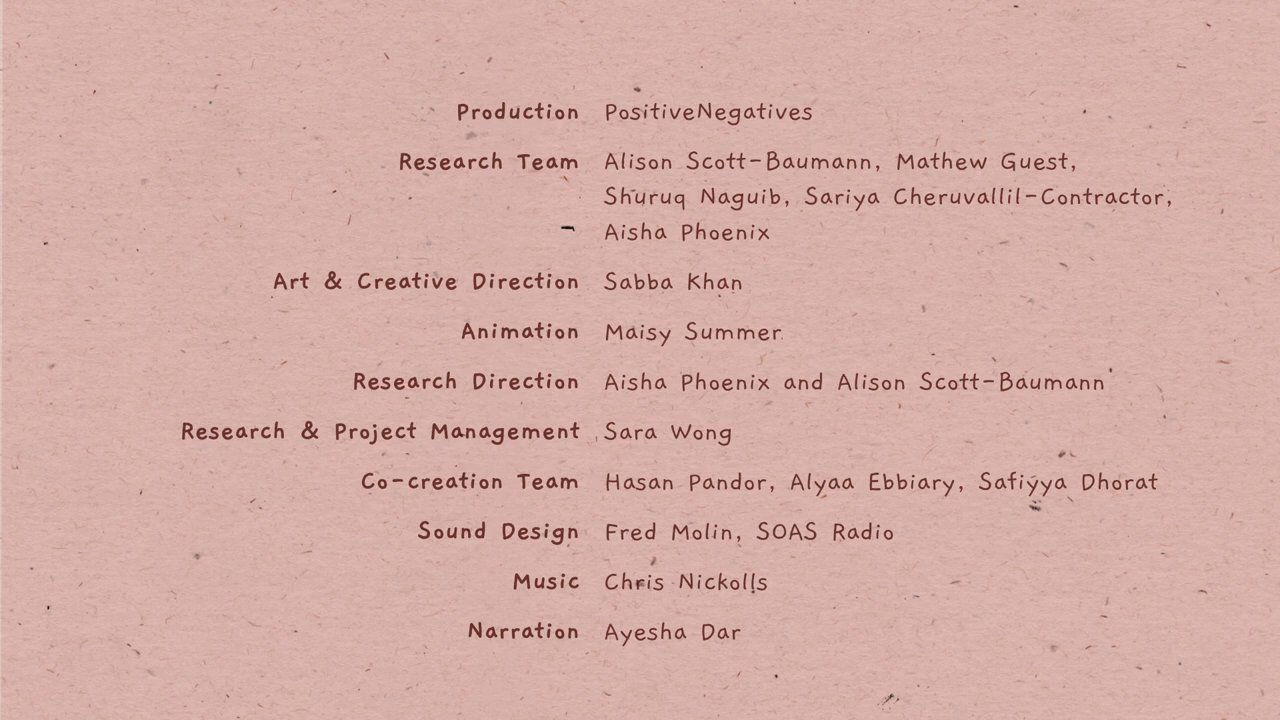 Production PositiveNegatives
Research Team Alison Scott-Baumann, Mathew Guest,
Shuruq Naguib, Sariya Cheruvallil-Contractor,
Aisha Phoenix
Art & Creative Direction Sabba Khan
Animation Maisy Summer
Research Direction Aisha Phoenix and Alison Scott-Baumann
Research & Project Management Sara Wong
Co-creation Team Hasan Pandor, Alyaa Ebbiary, Safiyya Dhorat
Sound Design Fred Molin, SOAS Radio
Music Chris Nickolls
Narration Ayesha Dar